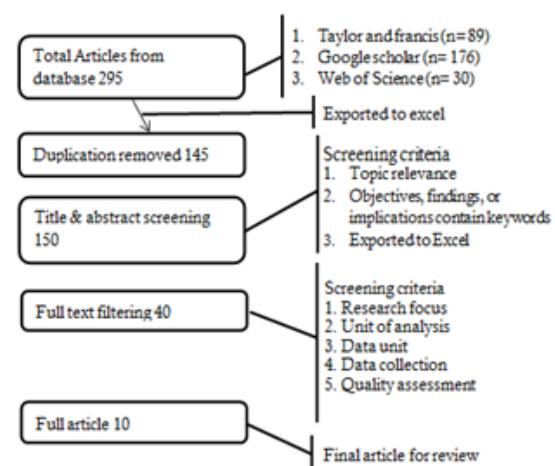 Total Articles from
database 295
1. Taylor and francis (n= 89)
2. Google scholar (n= 176)
3. Web of Science (n= 30)
Exported to excel
Duplication removed 145
Screening criteria
1. Topic relevance
2. Objectives, findings, or
implications contain keywords
3. Exported to Excel
Title & abstract screening
150
Full text filtering 40
Screening criteria
1. Research focus
2. Unit of analysis
3. Data unit
4. Data collection
5. Quality assessment
Full article 10
Final article for review